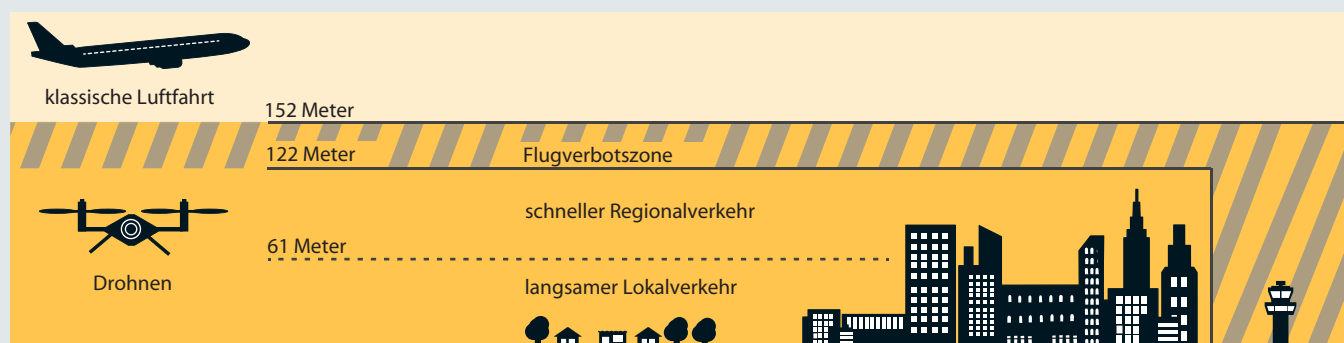 klassische Luftfahrt
152 Meter
122 Meter
Flugverbotszone
schneller Regionalverkehr
61 Meter
Drohnen
langsamer Lokalverkehr